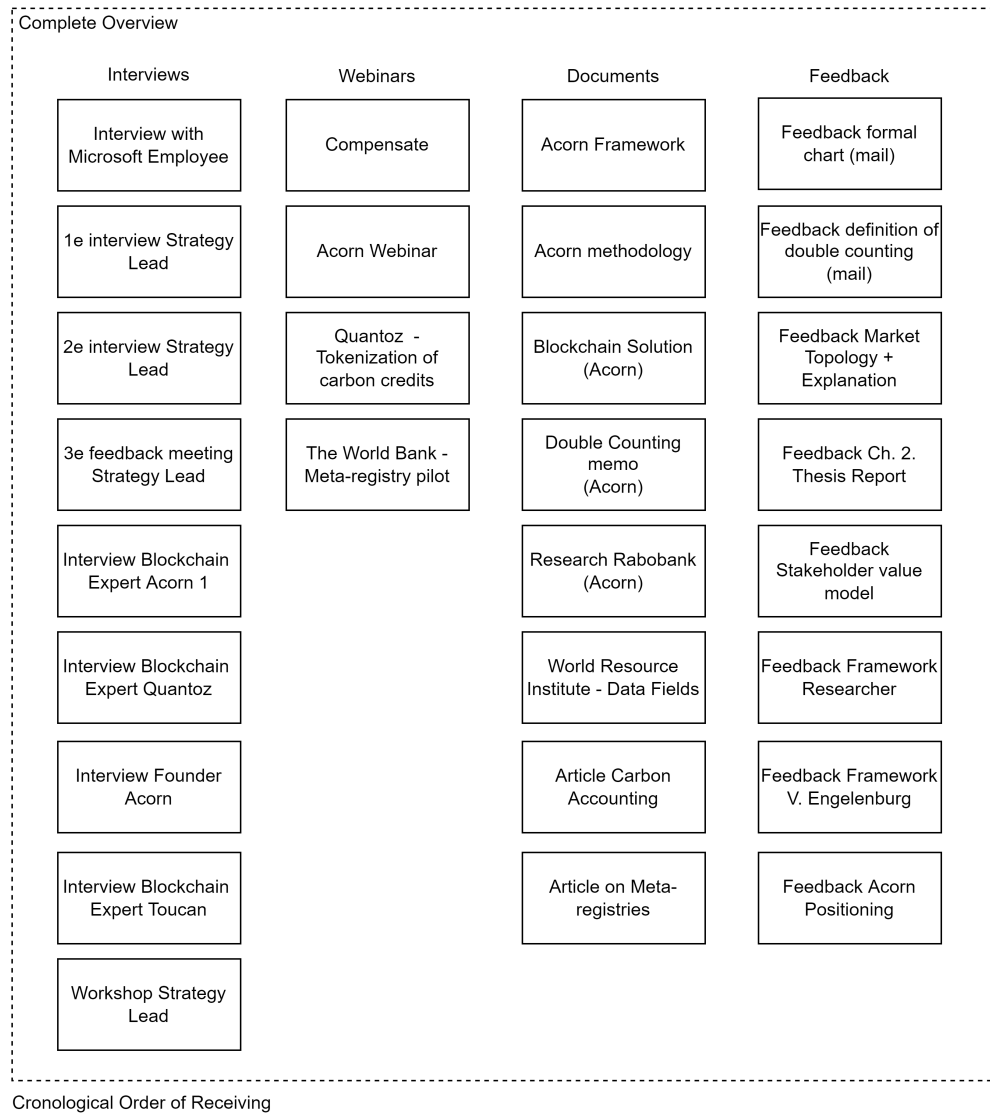 Complete Overview
Interviews
Interview with
Microsoft Employee
1e interview Strategy
Lead
2e interview Strategy
Lead
3e feedback meeting
Strategy Lead
Interview Blockchain
Expert Acorn 1
Interview Blockchain
Expert Quantoz
Interview Founder
Acorn
Interview Blockchain
Expert Toucan
Workshop Strategy
Lead
Webinars
Compensate
Acorn Webinar
Quantoz -
Tokenization of
carbon credits
The World Bank -
Meta-registry pilot
Documents
Acorn Framework
Acorn methodology
Blockchain Solution
(Acorn)
Double Counting
memo
(Acorn)
Research Rabobank
(Acorn)
World Resource
Institute - Data Fields
Article Carbon
Accounting
Article on Meta-
registries
Feedback
Feedback formal
chart (mail)
Feedback definition of
double counting
(mail)
Feedback Market
Topology +
Explanation
Feedback Ch. 2.
Thesis Report
Feedback
Stakeholder value
model
Feedback Framework
Researcher
Feedback Framework
V. Engelenburg
Feedback Acorn
Positioning
Cronological Order of Receiving